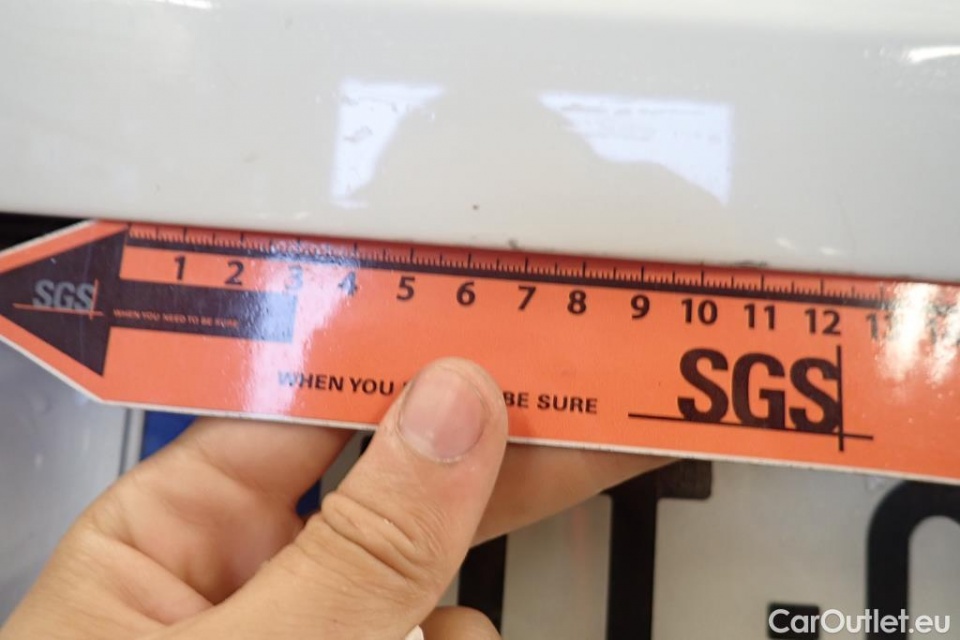 1 2 3 4 5 6 7 8 9 10 11 12 13
SGS
WHEN YOU NEED TO BE SURE
WHEN YOU BE SURE
SGS
CarOutlet.eu